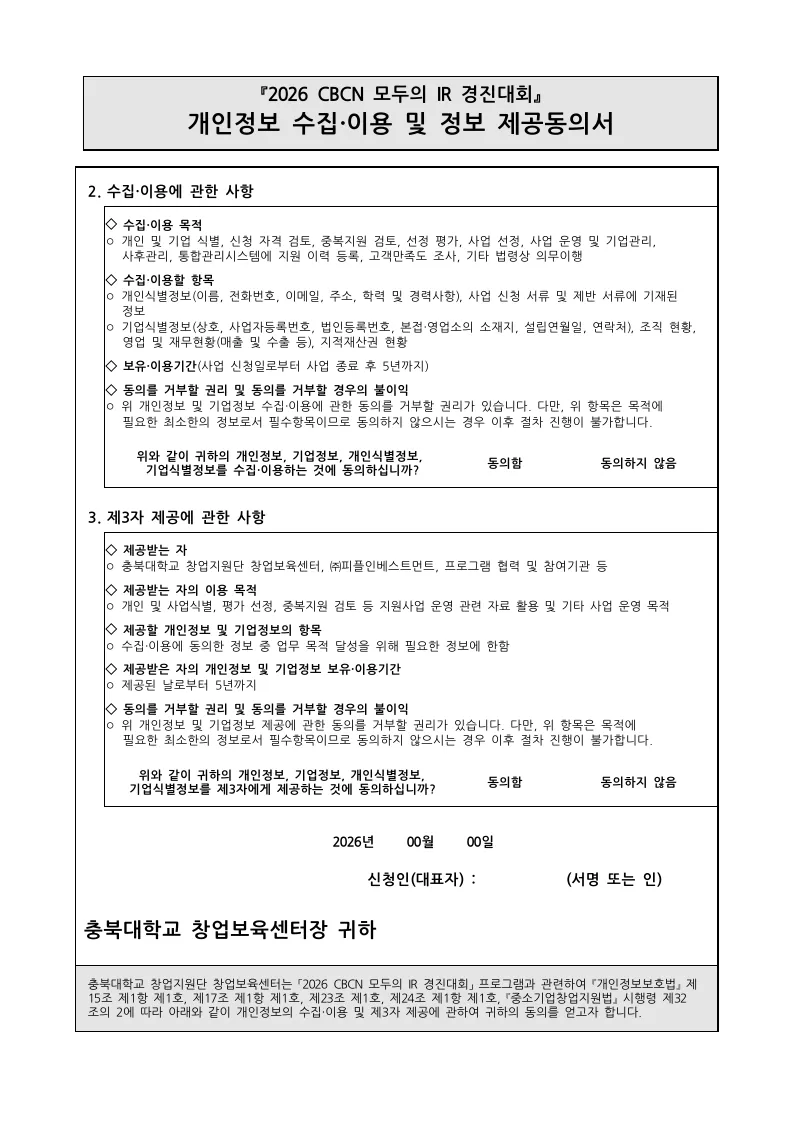 『2026 CBCN 모두의 IR 경진대회』
개인정보 수집·이용 및 정보 제공동의서
2. 수집·이용에 관한 사항
◇ 수집·이용 목적
○ 개인 및 기업 식별, 신청 자격 검토, 중복지원 검토, 선정 평가, 사업 선정, 사업 운영 및 기업관리,
사후관리, 통합관리시스템에 지원 이력 등록, 고객만족도 조사, 기타 법령상 의무이행
◇ 수집·이용할 항목
○ 개인식별정보(이름, 전화번호, 이메일, 주소, 학력 및 경력사항), 사업 신청 서류 및 제반 서류에 기재된
정보
○ 기업식별정보(상호, 사업자등록번호, 법인등록번호, 본점·영업소의 소재지, 설립연월일, 연락처), 조직 현황,
영업 및 재무현황(매출 및 수출 등), 지적재산권 현황
◇ 보유·이용기간(사업 신청일로부터 사업 종료 후 5년까지)
◇ 동의를 거부할 권리 및 동의를 거부할 경우의 불이익
○ 위 개인정보 및 기업정보 수집·이용에 관한 동의를 거부할 권리가 있습니다. 다만, 위 항목은 목적에
필요한 최소한의 정보로서 필수항목이므로 동의하지 않으시는 경우 이후 절차 진행이 불가합니다.
위와 같이 귀하의 개인정보, 기업정보, 개인식별정보,
기업식별정보를 수집·이용하는 것에 동의하십니까? 동의함 동의하지 않음
3. 제3자 제공에 관한 사항
◇ 제공받는 자
○ 충북대학교 창업지원단 창업보육센터, ㈜피플인베스트먼트, 프로그램 협력 및 참여기관 등
◇ 제공받는 자의 이용 목적
○ 개인 및 사업식별, 평가 선정, 중복지원 검토 등 지원사업 운영 관련 자료 활용 및 기타 사업 운영 목적
◇ 제공할 개인정보 및 기업정보의 항목
○ 수집·이용에 동의한 정보 중 업무 목적 달성을 위해 필요한 정보에 한함
◇ 제공받은 자의 개인정보 및 기업정보 보유·이용기간
○ 제공된 날로부터 5년까지
◇ 동의를 거부할 권리 및 동의를 거부할 경우의 불이익
○ 위 개인정보 및 기업정보 제공에 관한 동의를 거부할 권리가 있습니다. 다만, 위 항목은 목적에
필요한 최소한의 정보로서 필수항목이므로 동의하지 않으시는 경우 이후 절차 진행이 불가합니다.
위와 같이 귀하의 개인정보, 기업정보, 개인식별정보,
기업식별정보를 제3자에게 제공하는 것에 동의하십니까? 동의함 동의하지 않음
2026년 00월 00일
신청인(대표자) : (서명 또는 인)
충북대학교 창업보육센터장 귀하
충북대학교 창업지원단 창업보육센터는 「2026 CBCN 모두의 IR 경진대회」 프로그램과 관련하여 『개인정보보호법』 제
15조 제1항 제1호, 제17조 제1항 제1호, 제23조 제1호, 제24조 제1항 제1호, 『중소기업창업지원법』 시행령 제32
조의 2에 따라 아래와 같이 개인정보의 수집·이용 및 제3자 제공에 관하여 귀하의 동의를 얻고자 합니다.